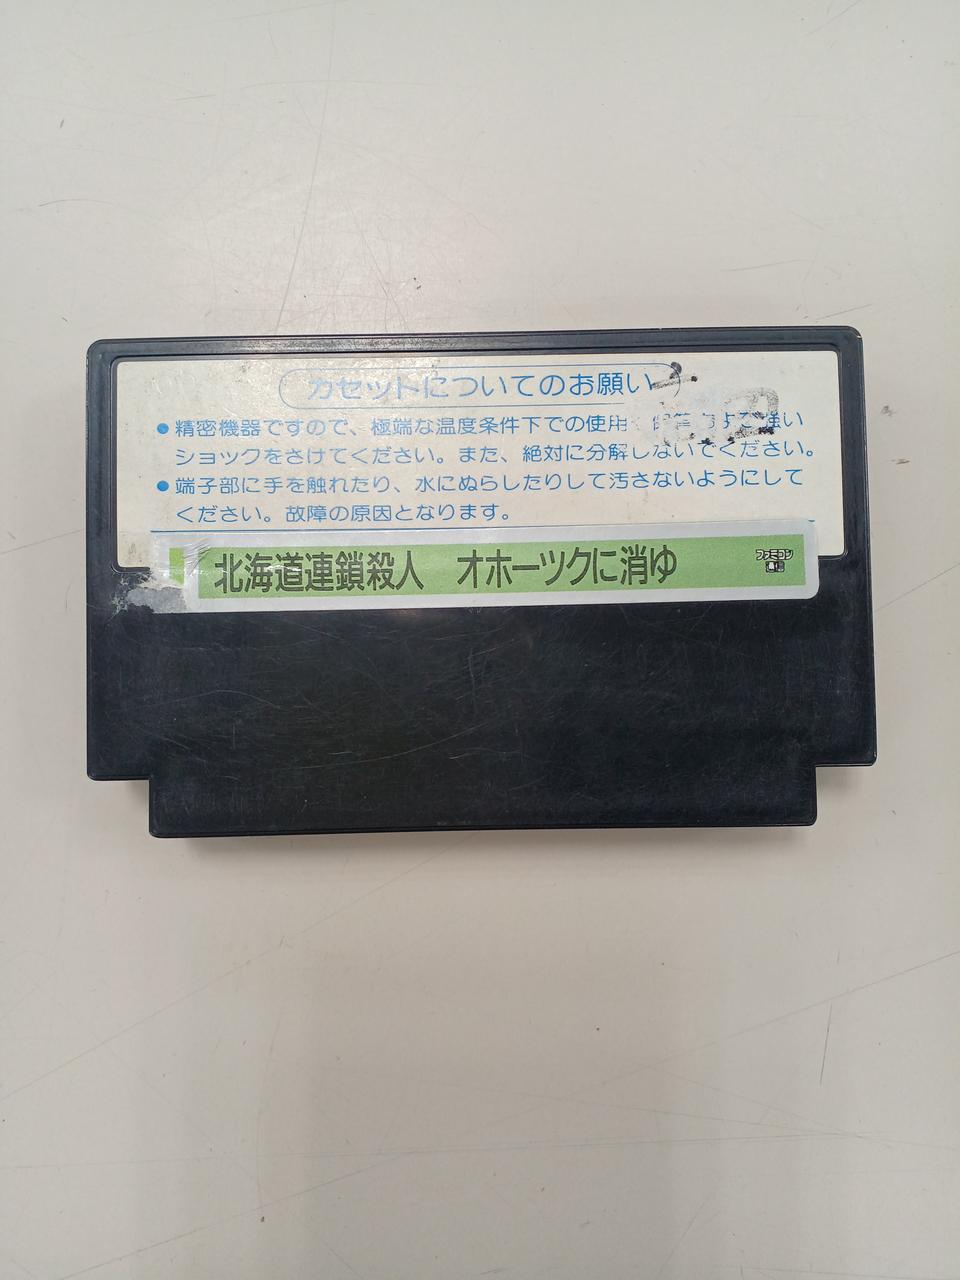 カセットについてのお願い
●精密機器ですので、極端な温度条件下での使用 強い
ショックをさけてください。また、絶対に分解しないでください。
●端子部に手を触れたり、水にぬらしたりして汚さないようにして
ください。故障の原因となります。
北海道連鎖殺人 オホーツクに消ゆ
ファミコン